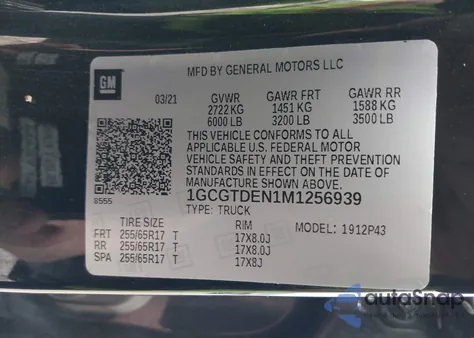 GM
MFD BY GENERAL MOTORS LLC
03/21 GVWR GAWR FRT GAWR RR
2722 KG 1451 KG 1588 KG
6000 LB 3200 LB 3500 LB
THIS VEHICLE CONFORMS TO ALL
APPLICABLE U.S. FEDERAL MOTOR
VEHICLE SAFETY AND THEFT PREVENTION
STANDARDS IN EFFECT ON THE DATE OF
MANUFACTURE SHOWN ABOVE.
8555 1GCGTDEN1M1256939
TYPE: TRUCK
TIRE SIZE RIM MODEL: 1912P43
FRT 255/65R17 T 17X8.0J
RR 255/65R17 T 17X8.0J
SPA 255/65R17 T 17X8J
autoSnap